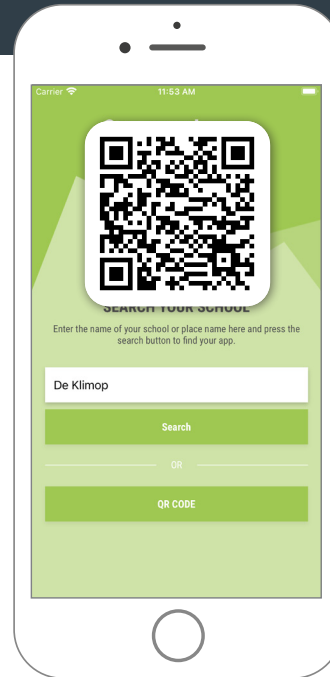 Carrier
11:53 AM
SEARCH YOUR SCHOOL
Enter the name of your school or place name here and press the
search button to find your app.
De Klimop
Search
OR
QR CODE